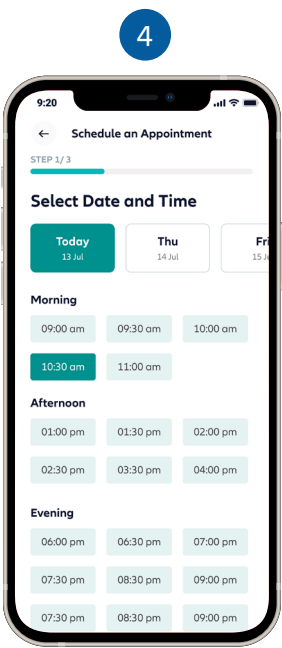 4
9:20
Schedule an Appointment
STEP 1/ 3
Select Date and Time
Today Thu Fri
13 Jul 14 Jul 15 J
Morning
09:00 am 09:30 am 10:00 am
10:30 am 11:00 am
Afternoon
01:00 pm 01:30 pm 02:00 pm
02:30 pm 03:30 pm 04:00 pm
Evening
06:00 pm 06:30 pm 07:00 pm
07:30 pm 08:30 pm 09:00 pm
07:30 pm 08:30 pm 09:00 pm